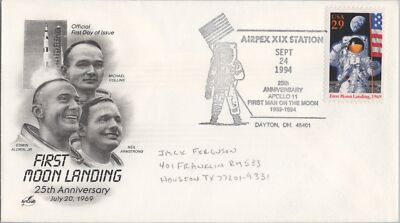 Official
First Day of Issue
MICHAEL
COLLINS
EDWIN
ALDRIN, JR
NEIL
ARMSTRONG
FIRST
MOON LANDING
25th Anniversary
July 20, 1969
ArtCraft
AIRPEX XIX STATION
SEPT
24
1994
25th
ANNIVERSARY
APOLLO 11
FIRST MAN ON THE MOON
1969-1994
DAYTON, OH. 45401
USA
29
First Moon Landing, 1969
JACK FERGUSON
401 FRANKLIN RM 533
HOUSTON TX 77201-9331